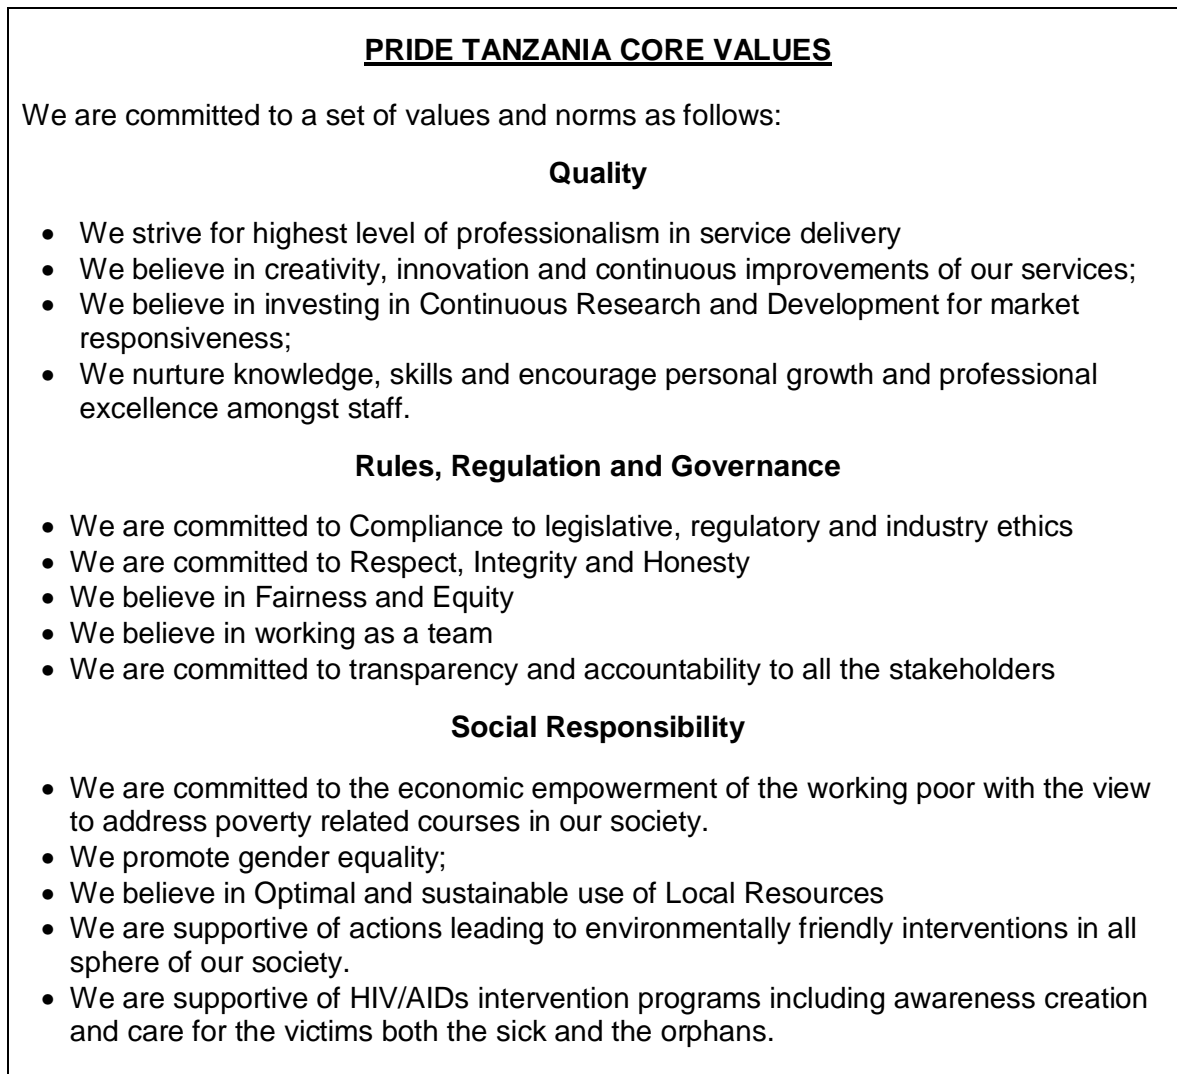 PRIDE TANZANIA CORE VALUES
We are committed to a set of values and norms as follows:
Quality
• We strive for highest level of professionalism in service delivery
• We believe in creativity, innovation and continuous improvements of our services;
• We believe in investing in Continuous Research and Development for market
responsiveness;
• We nurture knowledge, skills and encourage personal growth and professional
excellence amongst staff.
Rules, Regulation and Governance
• We are committed to Compliance to legislative, regulatory and industry ethics
• We are committed to Respect, Integrity and Honesty
• We believe in Fairness and Equity
• We believe in working as a team
• We are committed to transparency and accountability to all the stakeholders
Social Responsibility
• We are committed to the economic empowerment of the working poor with the view
to address poverty related courses in our society.
• We promote gender equality;
• We believe in Optimal and sustainable use of Local Resources
• We are supportive of actions leading to environmentally friendly interventions in all
sphere of our society.
• We are supportive of HIV/AIDs intervention programs including awareness creation
and care for the victims both the sick and the orphans.